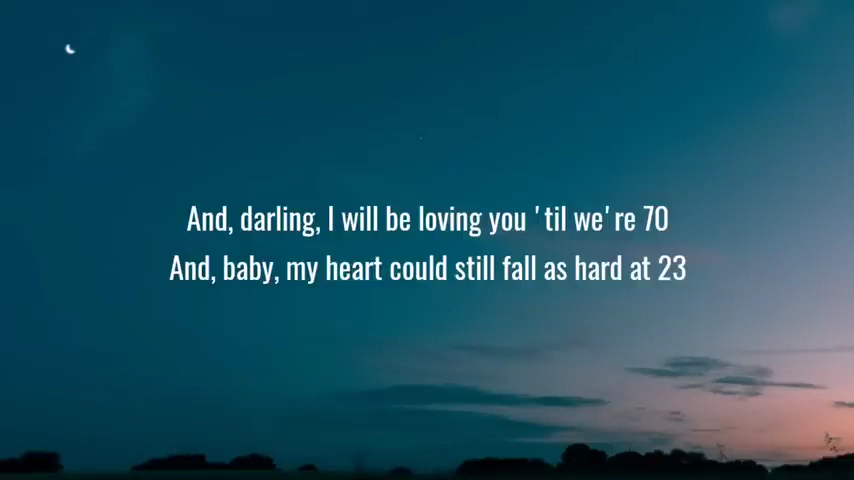 And, darling, I will be loving you 'til we're 70
And, baby, my heart could still fall as hard at 23